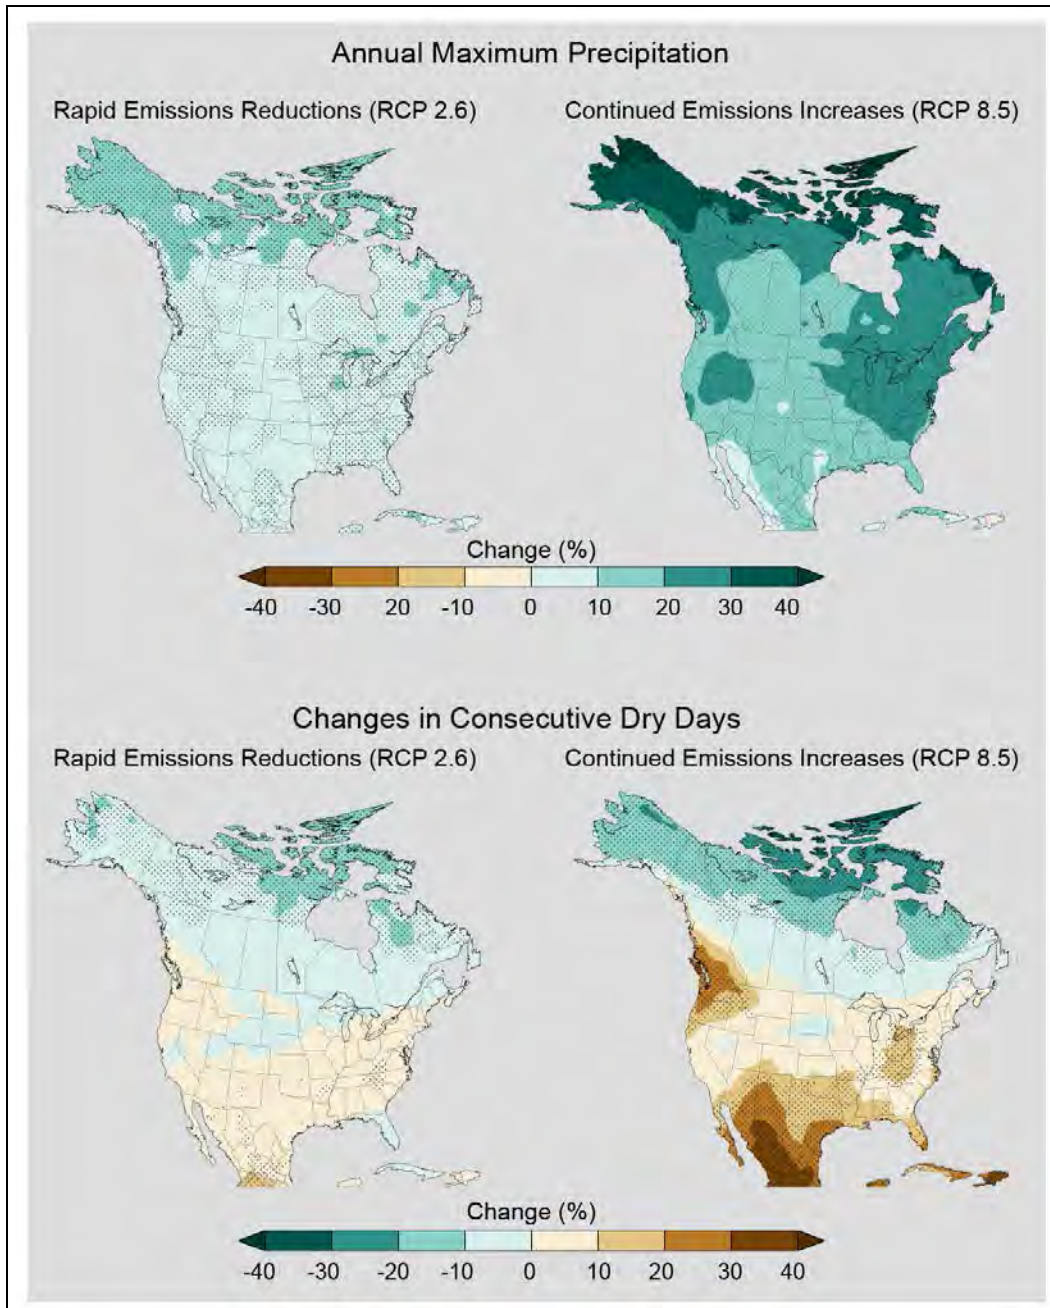 Annual Maximum Precipitation
Rapid Emissions Reductions (RCP 2.6) Continued Emissions Increases (RCP 8.5)
Change (%)
-40 -30 20 -10 0 10 20 30 40
Changes in Consecutive Dry Days
Rapid Emissions Reductions (RCP 2.6) Continued Emissions Increases (RCP 8.5)
Change (%)
-40 -30 -20 -10 0 10 20 30 40